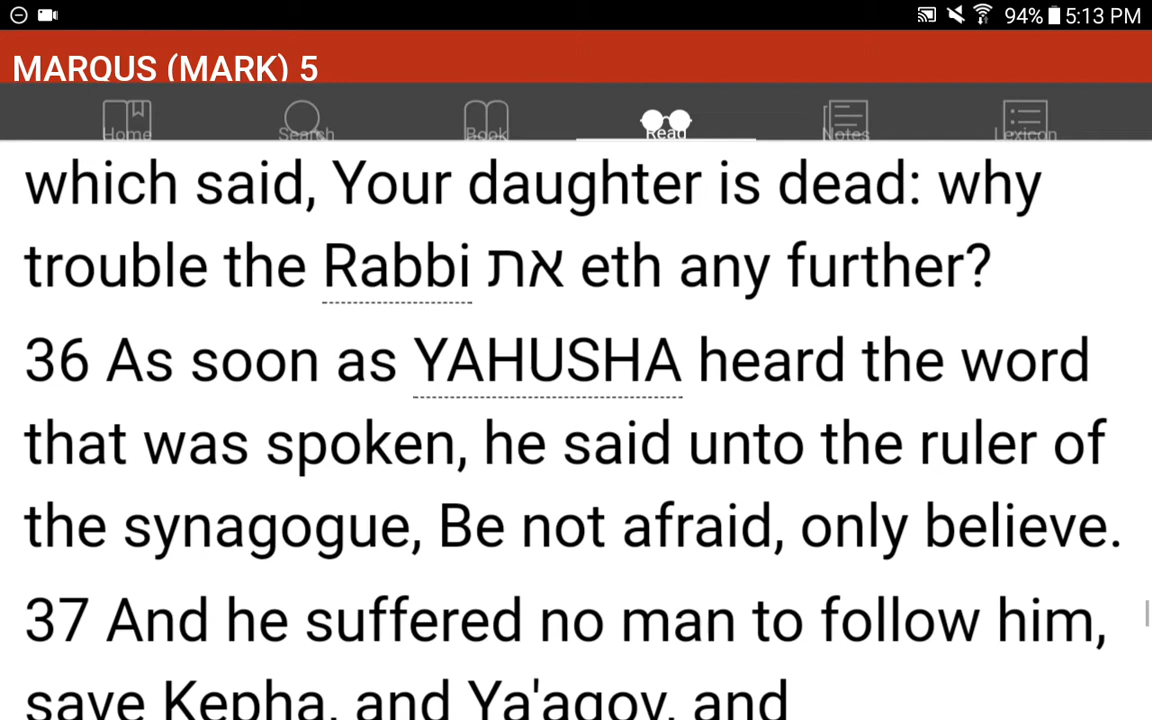 94% 5:13 PM
MARQUS (MARK) 5
Home Search Book Read Notes Lexicon
which said, Your daughter is dead: why
trouble the Rabbi את eth any further?
36 As soon as YAHUSHA heard the word
that was spoken, he said unto the ruler of
the synagogue, Be not afraid, only believe.
37 And he suffered no man to follow him,
save Kepha, and Ya'aqov, and